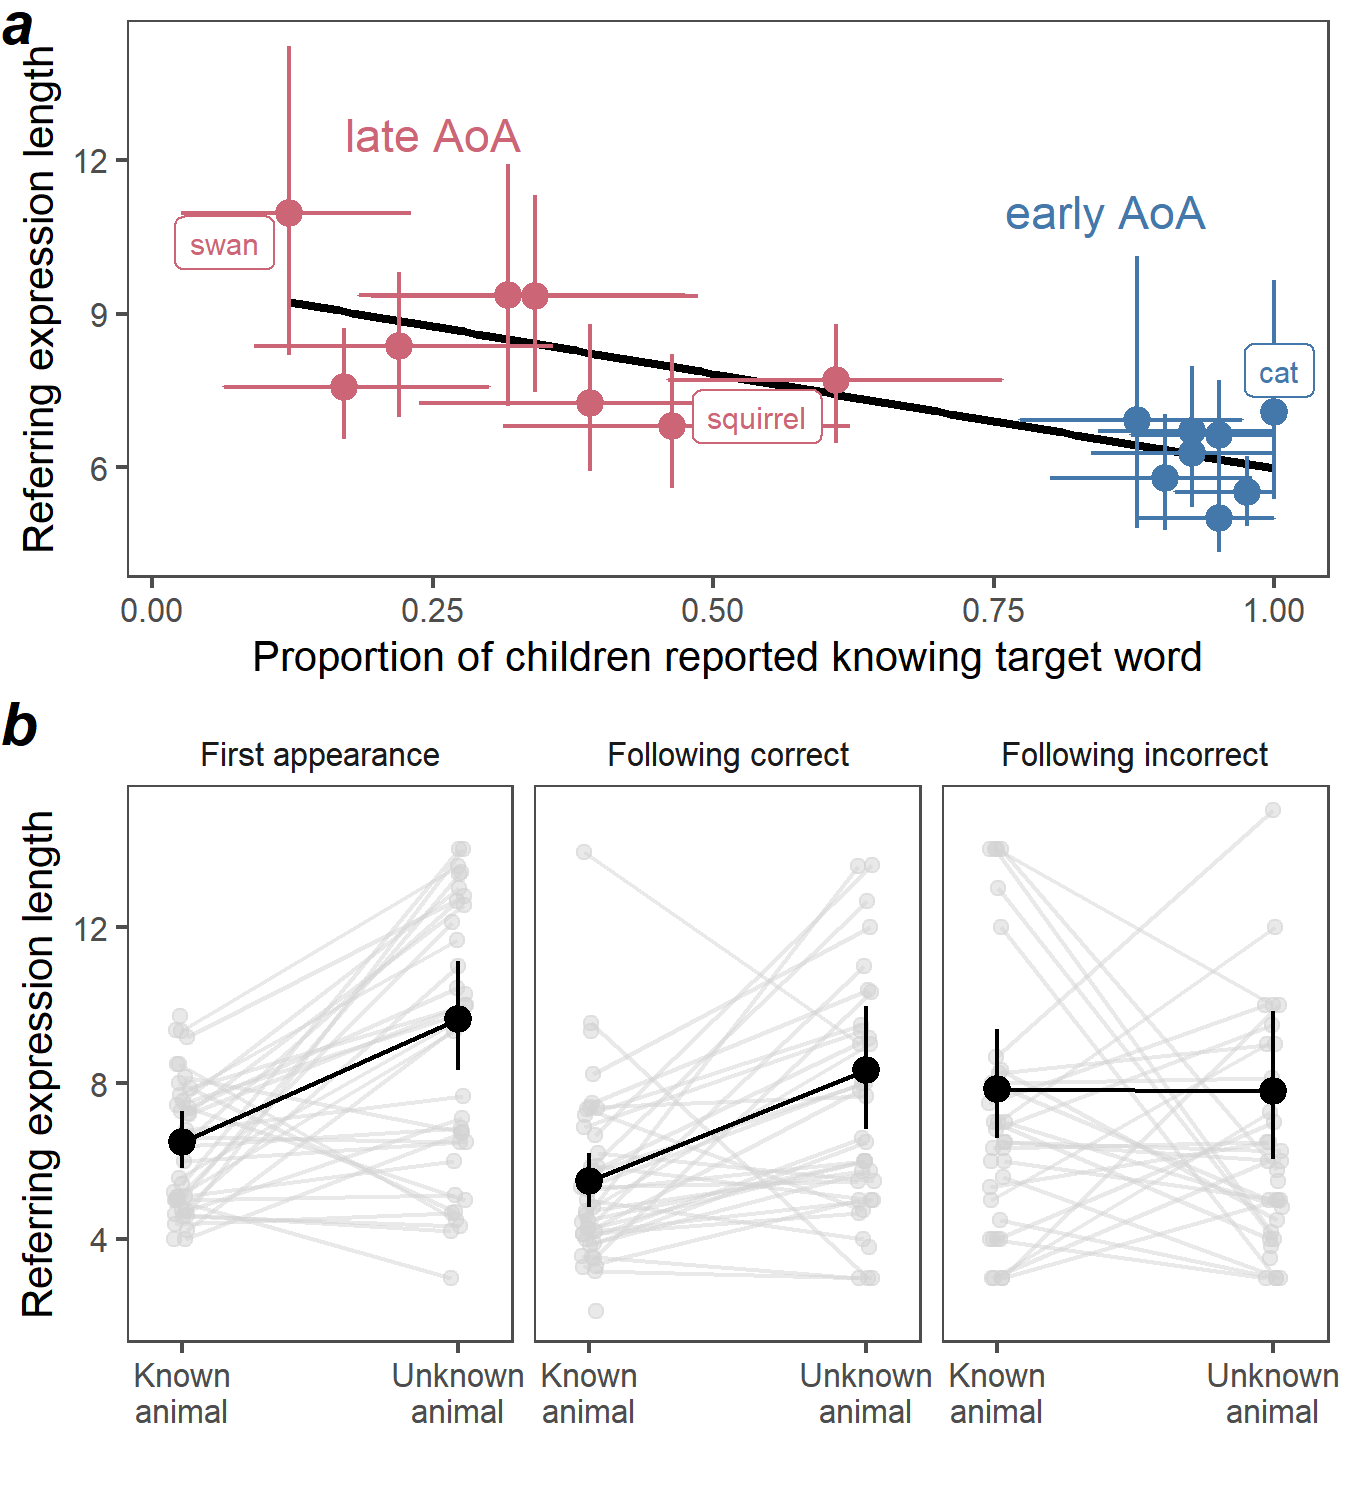 a
Referring expression length
12
9
6
late AoA
early AoA
swan
squirrel
cat
0.00 0.25 0.50 0.75 1.00
Proportion of children reported knowing target word
b
First appearance Following correct Following incorrect
Referring expression length
12
8
4
Known Unknown Known Unknown Known Unknown
animal animal animal animal animal animal